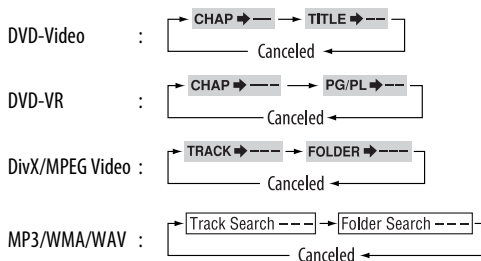 DVD-Video : CHAP ➔ –– TITLE ➔ ––
Canceled
DVD-VR : CHAP ➔ ––– PG/PL ➔ ––
Canceled
DivX/MPEG Video : TRACK ➔ ––– FOLDER ➔ –––
Canceled
MP3/WMA/WAV : Track Search ––– Folder Search –––
Canceled